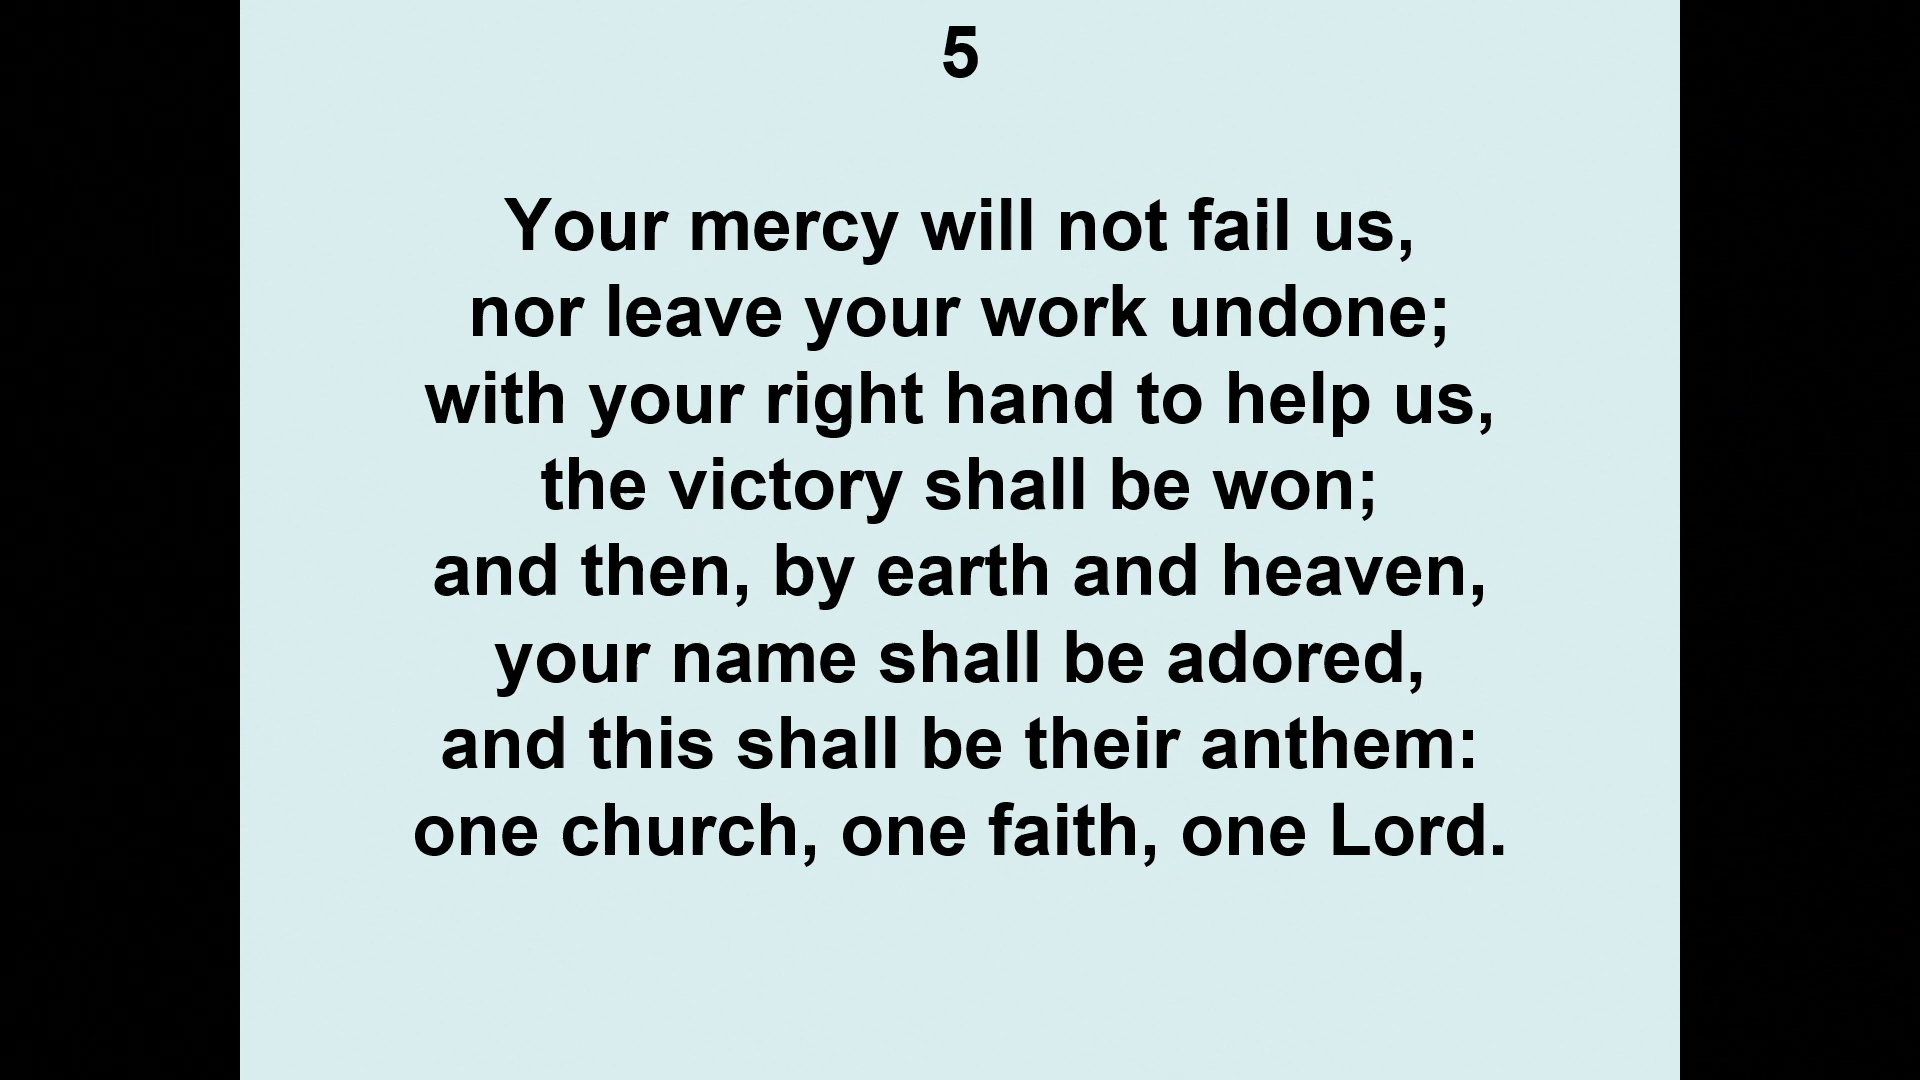 5
Your mercy will not fail us,
nor leave your work undone;
with your right hand to help us,
the victory shall be won;
and then, by earth and heaven,
your name shall be adored,
and this shall be their anthem:
one church, one faith, one Lord.